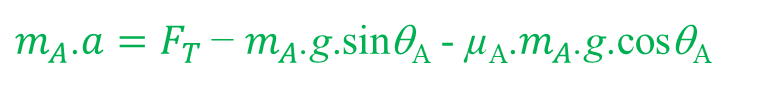 m_A.a = F_T − m_A.g.sinθ_A - μ_A.m_A.g.cosθ_A